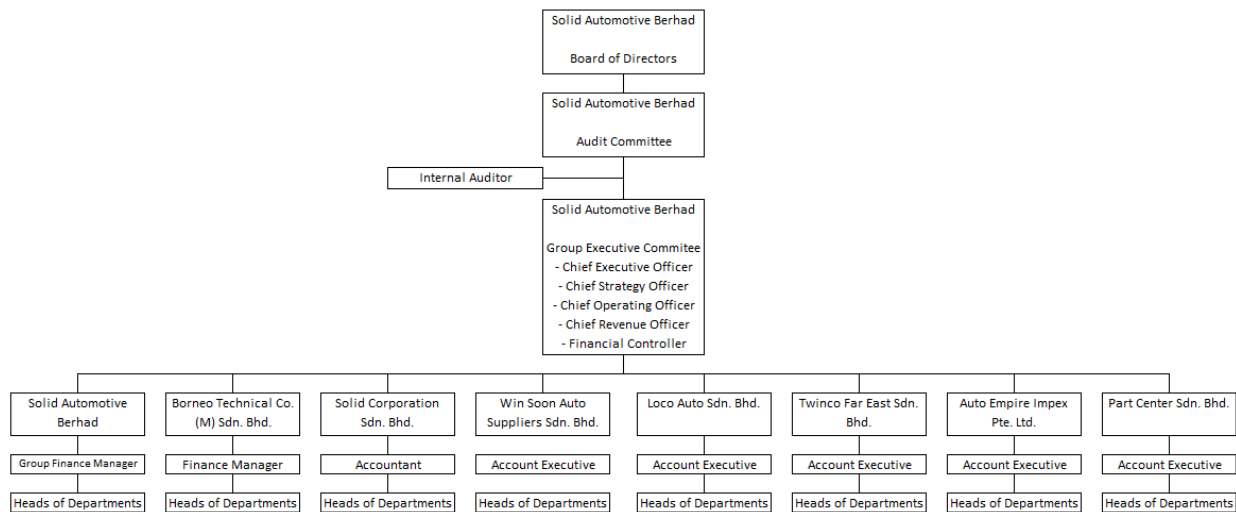 Solid Automotive Berhad
Board of Directors
Solid Automotive Berhad
Audit Committee
Internal Auditor
Solid Automotive Berhad
Group Executive Commitee
- Chief Executive Officer
- Chief Strategy Officer
- Chief Operating Officer
- Chief Revenue Officer
- Financial Controller
Solid Automotive
Berhad
Borneo Technical Co.
(M) Sdn. Bhd.
Solid Corporation
Sdn. Bhd.
Win Soon Auto
Suppliers Sdn. Bhd.
Loco Auto Sdn. Bhd.
Twinco Far East Sdn.
Bhd.
Auto Empire Impex
Pte. Ltd.
Part Center Sdn. Bhd.
Group Finance Manager
Finance Manager
Accountant
Account Executive
Account Executive
Account Executive
Account Executive
Account Executive
Heads of Departments
Heads of Departments
Heads of Departments
Heads of Departments
Heads of Departments
Heads of Departments
Heads of Departments
Heads of Departments